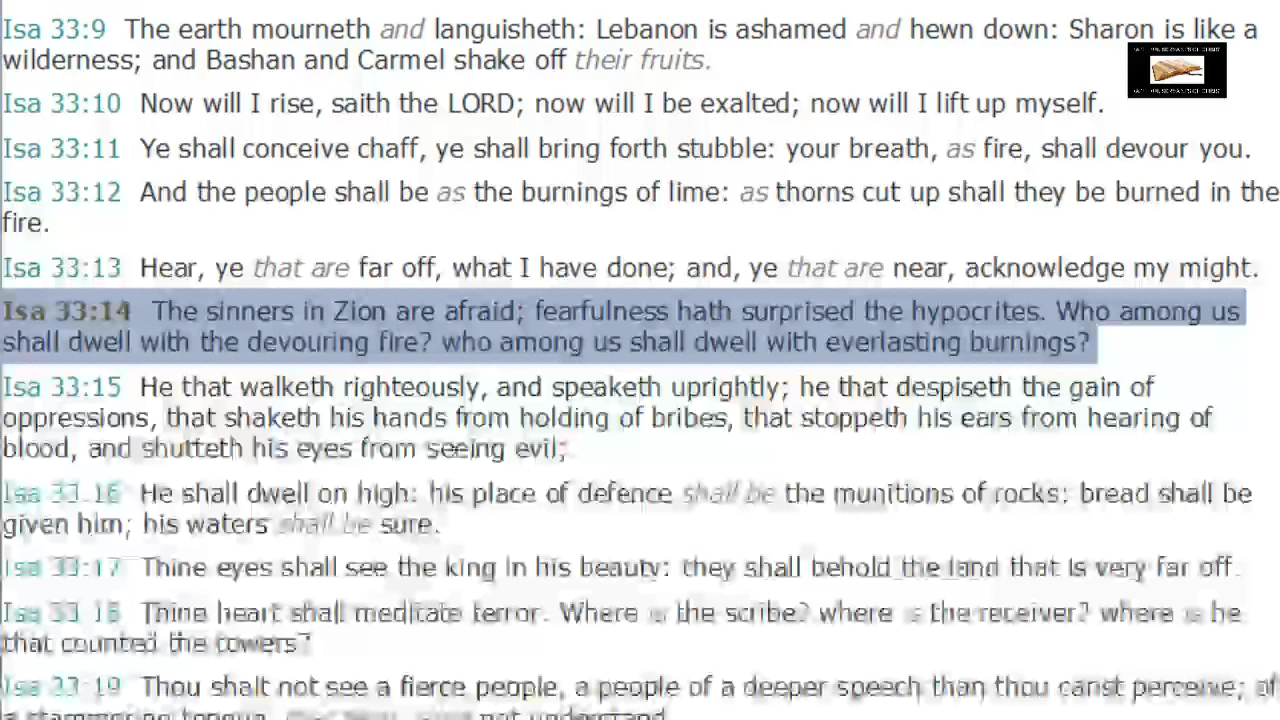 Isa 33:9 The earth mourneth and languisheth: Lebanon is ashamed and hewn down: Sharon is like a
wilderness; and Bashan and Carmel shake off their fruits.
Isa 33:10 Now will I rise, saith the LORD; now will I be exalted; now will I lift up myself.
Isa 33:11 Ye shall conceive chaff, ye shall bring forth stubble: your breath, as fire, shall devour you.
Isa 33:12 And the people shall be as the burnings of lime: as thorns cut up shall they be burned in the
fire.
Isa 33:13 Hear, ye that are far off, what I have done; and, ye that are near, acknowledge my might.
Isa 33:14 The sinners in Zion are afraid; fearfulness hath surprised the hypocrites. Who among us
shall dwell with the devouring fire? who among us shall dwell with everlasting burnings?
Isa 33:15 He that walketh righteously, and speaketh uprightly; he that despiseth the gain of
oppressions, that shaketh his hands from holding of bribes, that stoppeth his ears from hearing of
blood, and shutteth his eyes from seeing evil;
Isa 33:16 He shall dwell on high: his place of defence shall be the munitions of rocks: bread shall be
given him; his waters shall be sure.
Isa 33:17 Thine eyes shall see the king in his beauty: they shall behold the land that is very far off.
Isa 33:18 Thine heart shall meditate terror. Where is the scribe? where is the receiver? where is he
that counted the towers?
Isa 33:19 Thou shalt not see a fierce people, a people of a deeper speech than thou canst perceive; of
a stammering tongue, not understand.